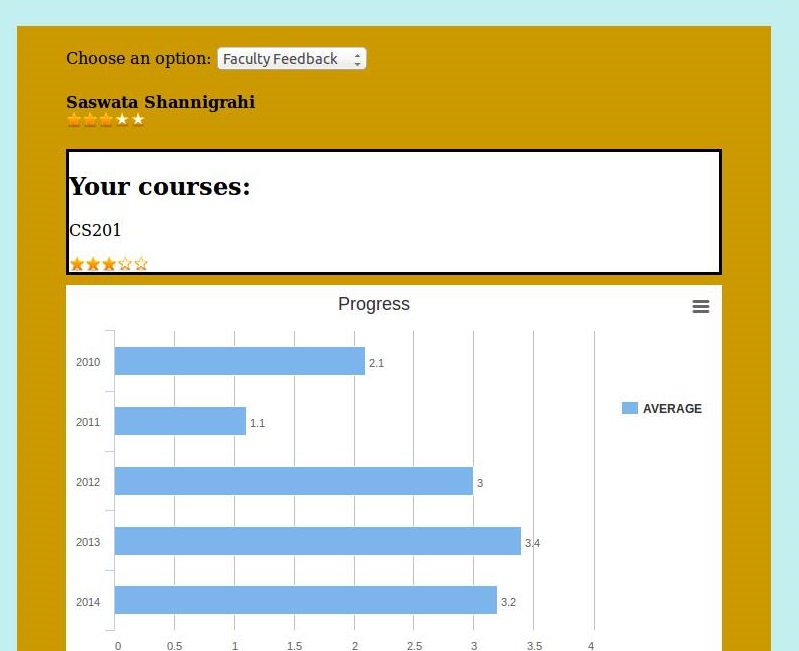 Choose an option: Faculty Feedback
Saswata Shannigrahi
Your courses:
CS201
Progress
2010 2.1
AVERAGE
2011 1.1
2012 3
2013 3.4
2014 3.2
0 0.5 1 1.5 2 2.5 3 3.5 4